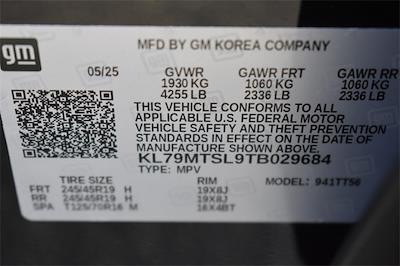 gm
MFD BY GM KOREA COMPANY
05/25 GVWR GAWR FRT GAWR RR
1930 KG 1060 KG 1060 KG
4255 LB 2336 LB 2336 LB
THIS VEHICLE CONFORMS TO ALL
APPLICABLE U.S. FEDERAL MOTOR
VEHICLE SAFETY AND THEFT PREVENTION
STANDARDS IN EFFECT ON THE DATE OF
MANUFACTURE SHOWN ABOVE.
KL79MTSL9TB029684
TYPE: MPV MODEL: 941TT56
TIRE SIZE RIM
FRT 245/45R19 H 19X8J
RR 245/45R19 H 19X8J
SPA T125/70R16 M 16X4BT